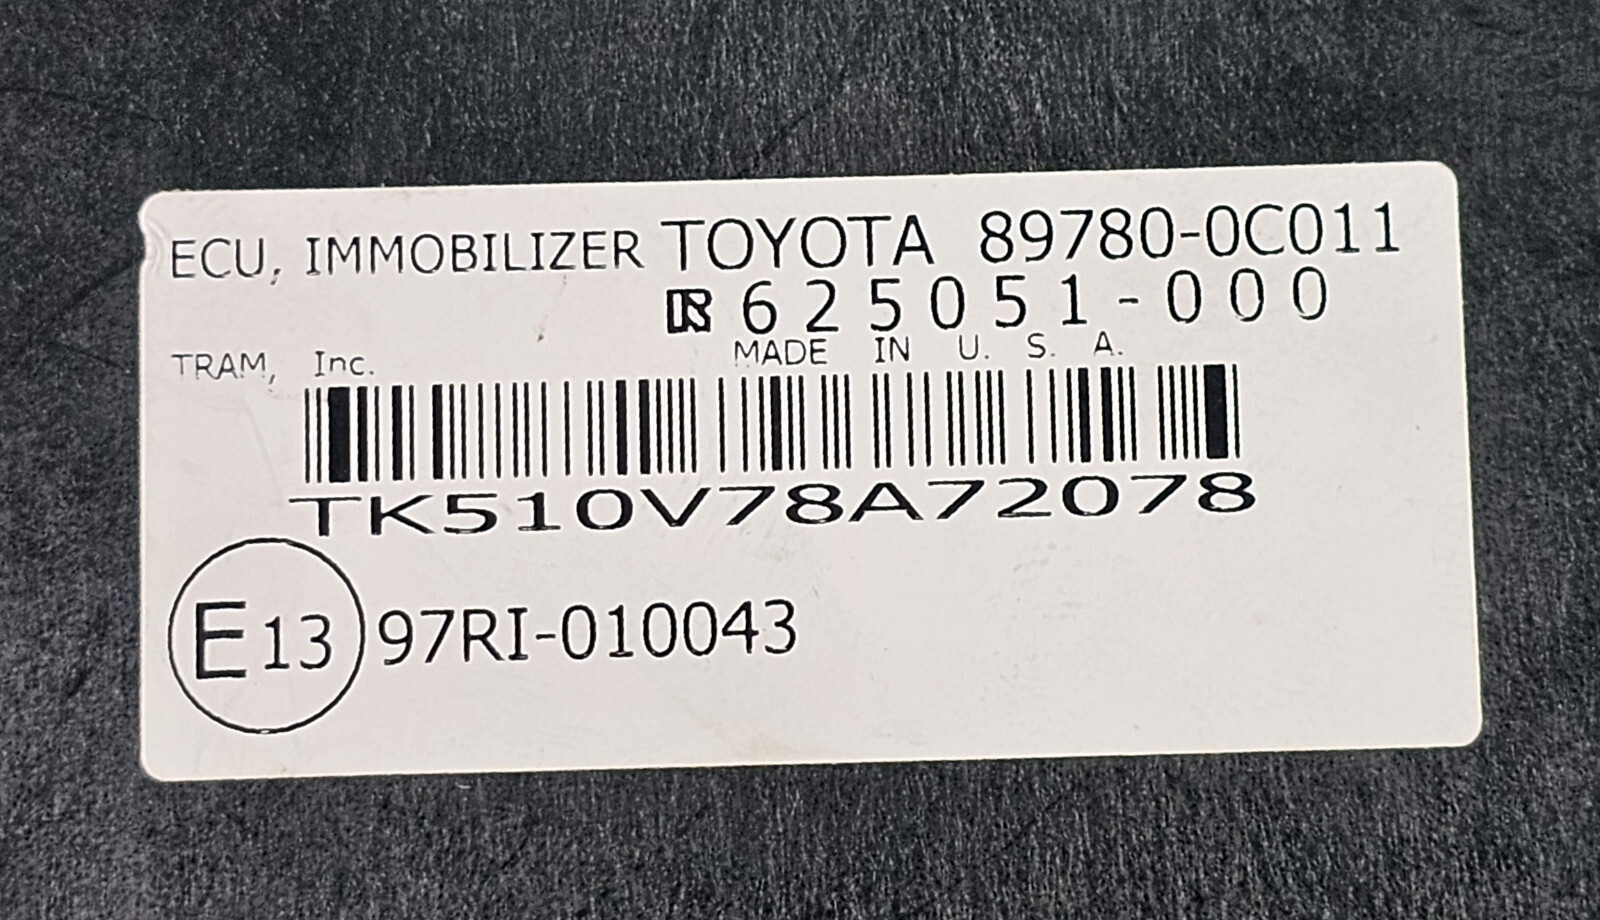 ECU, IMMOBILIZER TOYOTA 89780-0C011
625051-000
TRAM, Inc. MADE IN U. S. A.
TK510V78A72078
E13 97RI-010043